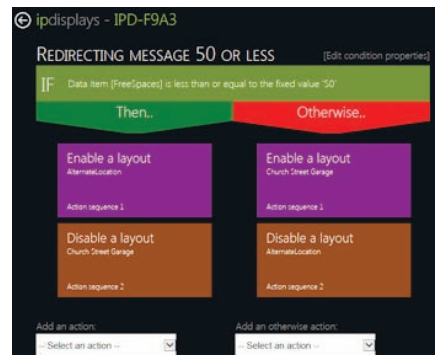 ipdisplays - IPD-F9A3
REDIRECTING MESSAGE 50 OR LESS
[Edit condition properties]
IF Data Item [FreeSpaces] is less than or equal to the fixed value '50'
Then..
Otherwise..
Enable a layout
AlternateLocation
Action sequence 1
Enable a layout
Church Street Garage
Action sequence 1
Disable a layout
Church Street Garage
Action sequence 2
Disable a layout
AlternateLocation
Action sequence 2
Add an action:
-- Select an action --
Add an otherwise action:
-- Select an action --